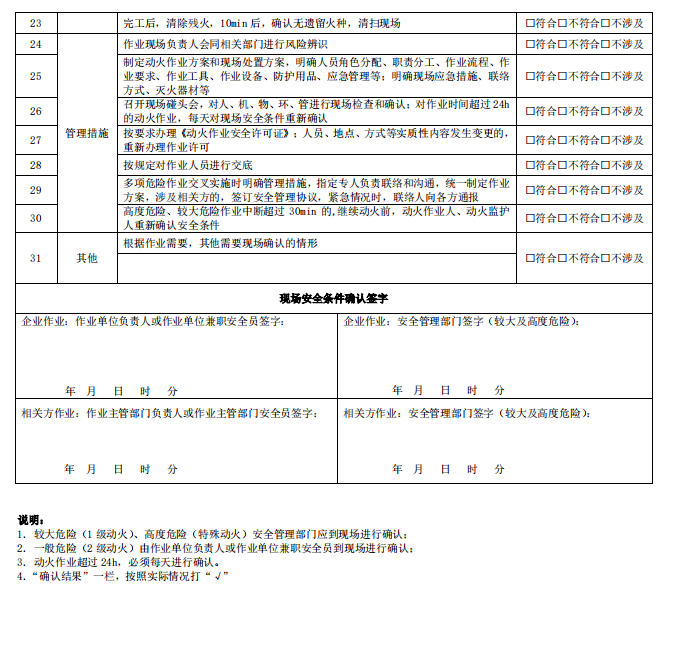 23 完工后，清除残火，10min 后，确认无遗留火种，清扫现场 □符合□不符合□不涉及
24 作业现场负责人会同相关部门进行风险辨识 □符合□不符合□不涉及
制定动火作业方案和现场处置方案，明确人员角色分配、职责分工、作业流程、作
25 业要求、作业工具、作业设备、防护用品、应急管理等；明确现场应急措施、联络 □符合□不符合□不涉及
方式、灭火器材等
召开现场碰头会，对人、机、物、环、管进行现场检查和确认；对作业时间超过 24h
26 的动火作业，每天对现场安全条件重新确认 □符合□不符合□不涉及
管理措施
按要求办理《动火作业安全许可证》；人员、地点、方式等实质性内容发生变更的，
27 重新办理作业许可 □符合□不符合□不涉及
28 按规定对作业人员进行交底 □符合□不符合□不涉及
多项危险作业交叉实施时明确管理措施，指定专人负责联络和沟通，统一制定作业
29 方案，涉及相关方的，签订安全管理协议，紧急情况时，联络人向各方通报 □符合□不符合□不涉及
高度危险、较大危险作业中断超过 30min 的,继续动火前，动火作业人、动火监护
30 人重新确认安全条件 □符合□不符合□不涉及
根据作业需要，其他需要现场确认的情形
31 其他 □符合□不符合□不涉及
现场安全条件确认签字
企业作业：作业单位负责人或作业单位兼职安全员签字： 企业作业：安全管理部门签字（较大及高度危险）：
年 月 日 时 分 年 月 日 时 分
相关方作业：作业主管部门负责人或作业主管部门安全员签字： 相关方作业：安全管理部门签字（较大及高度危险）：
年 月 日 时 分 年 月 日 时 分
说明：
1. 较大危险（1 级动火）、高度危险（特殊动火）安全管理部门应到现场进行确认；
2. 一般危险（2 级动火）由作业单位负责人或作业单位兼职安全员到现场进行确认；
3. 动火作业超过 24h，必须每天进行确认。
4.“确认结果”一栏，按照实际情况打“√”